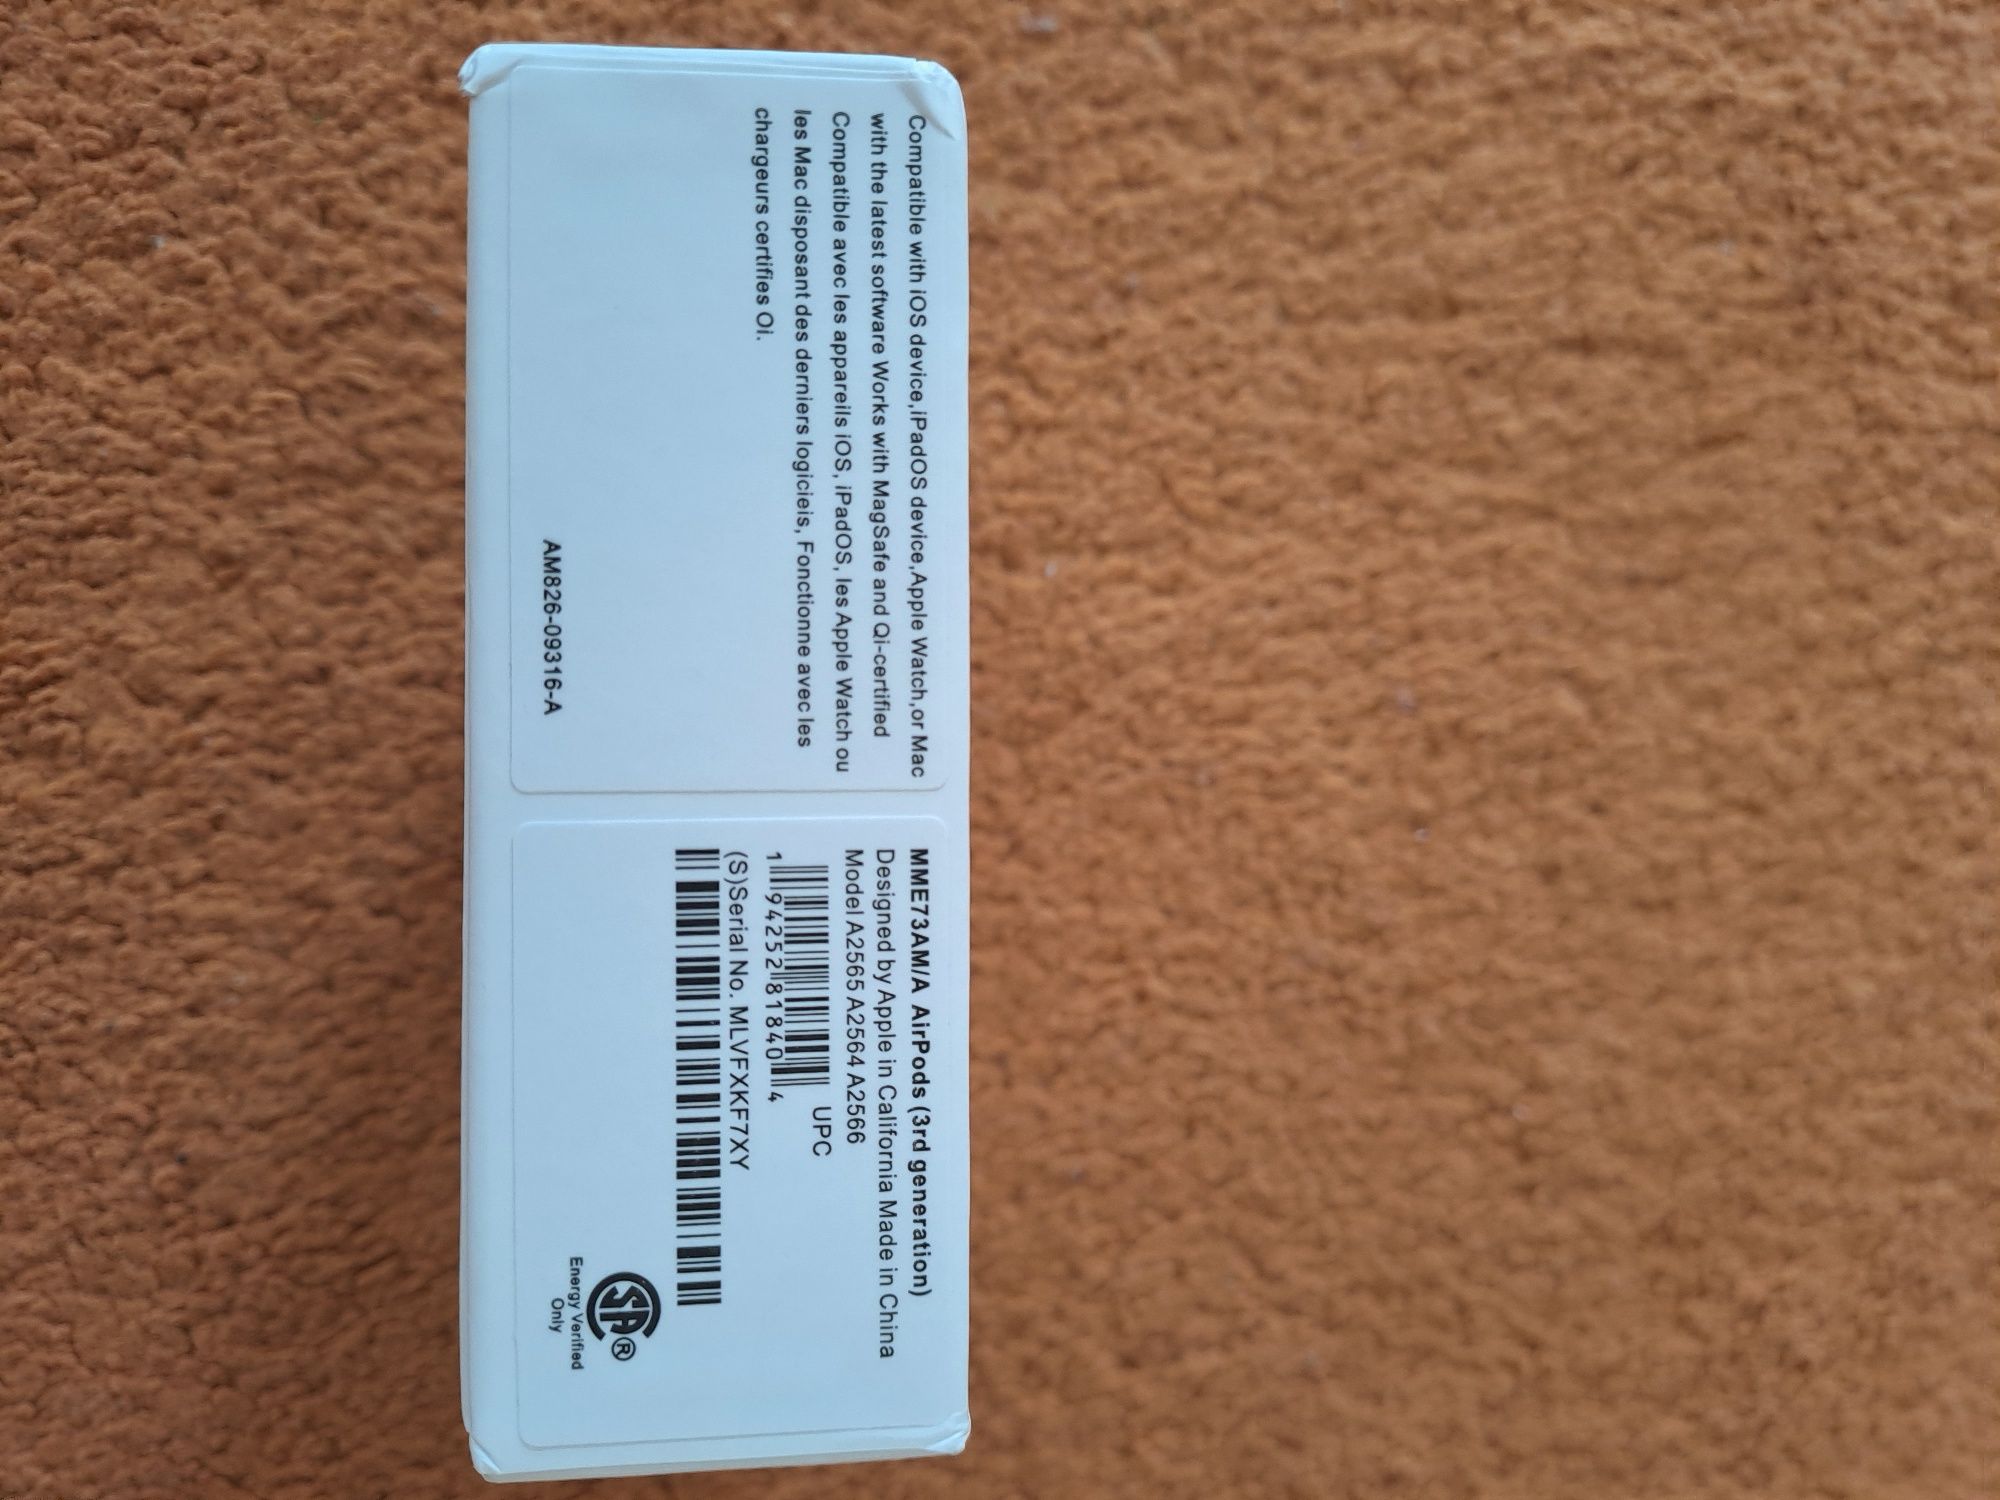 Compatible with iOS device,iPadOS device,Apple Watch,or Mac
with the latest software Works with MagSafe and Qi-certified
Compatible avec les appareils iOS, iPadOS, les Apple Watch ou
les Mac disposant des derniers logicieis, Fonctionne avec les
chargeurs certifies Oi.
AM826-09316-A
MME73AM/A AirPods (3rd generation)
Designed by Apple in California Made in China
Model A2565 A2564 A2566
UPC
1 94252 81840 4
(S)Serial No. MLVFXKF7XY
SA®
Energy Verified
Only